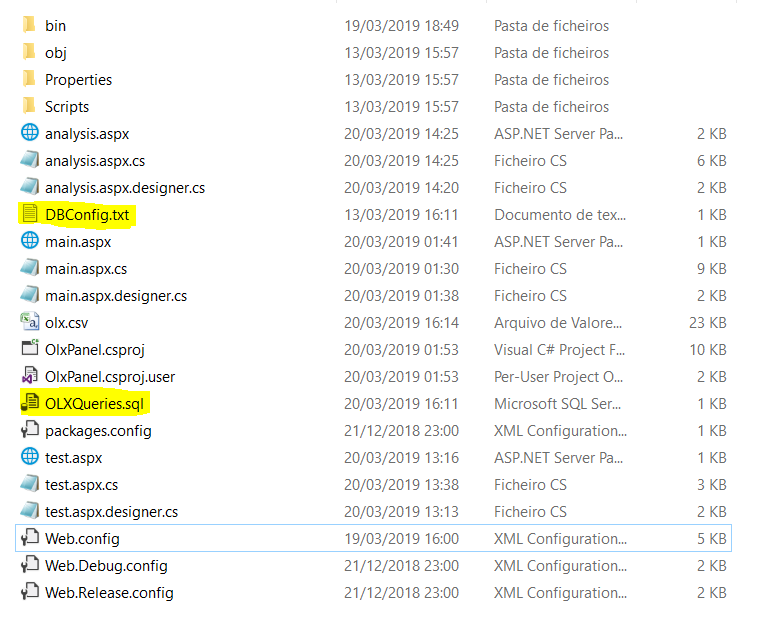 bin 19/03/2019 18:49 Pasta de ficheiros
obj 13/03/2019 15:57 Pasta de ficheiros
Properties 13/03/2019 15:57 Pasta de ficheiros
Scripts 13/03/2019 15:57 Pasta de ficheiros
analysis.aspx 20/03/2019 14:25 ASP.NET Server Pa... 2 KB
analysis.aspx.cs 20/03/2019 14:25 Ficheiro CS 6 KB
analysis.aspx.designer.cs 20/03/2019 14:20 Ficheiro CS 2 KB
DBConfig.txt 13/03/2019 16:11 Documento de tex... 1 KB
main.aspx 20/03/2019 01:41 ASP.NET Server Pa... 1 KB
main.aspx.cs 20/03/2019 01:30 Ficheiro CS 9 KB
main.aspx.designer.cs 20/03/2019 01:38 Ficheiro CS 2 KB
olx.csv 20/03/2019 16:14 Arquivo de Valore... 23 KB
OlxPanel.csproj 20/03/2019 01:53 Visual C# Project F... 10 KB
OlxPanel.csproj.user 20/03/2019 01:53 Per-User Project O... 2 KB
OLXQueries.sql 20/03/2019 16:11 Microsoft SQL Ser... 1 KB
packages.config 21/12/2018 23:00 XML Configuration... 1 KB
test.aspx 20/03/2019 13:16 ASP.NET Server Pa... 2 KB
test.aspx.cs 20/03/2019 13:38 Ficheiro CS 3 KB
test.aspx.designer.cs 20/03/2019 13:13 Ficheiro CS 2 KB
Web.config 19/03/2019 16:00 XML Configuration... 5 KB
Web.Debug.config 21/12/2018 23:00 XML Configuration... 2 KB
Web.Release.config 21/12/2018 23:00 XML Configuration... 2 KB